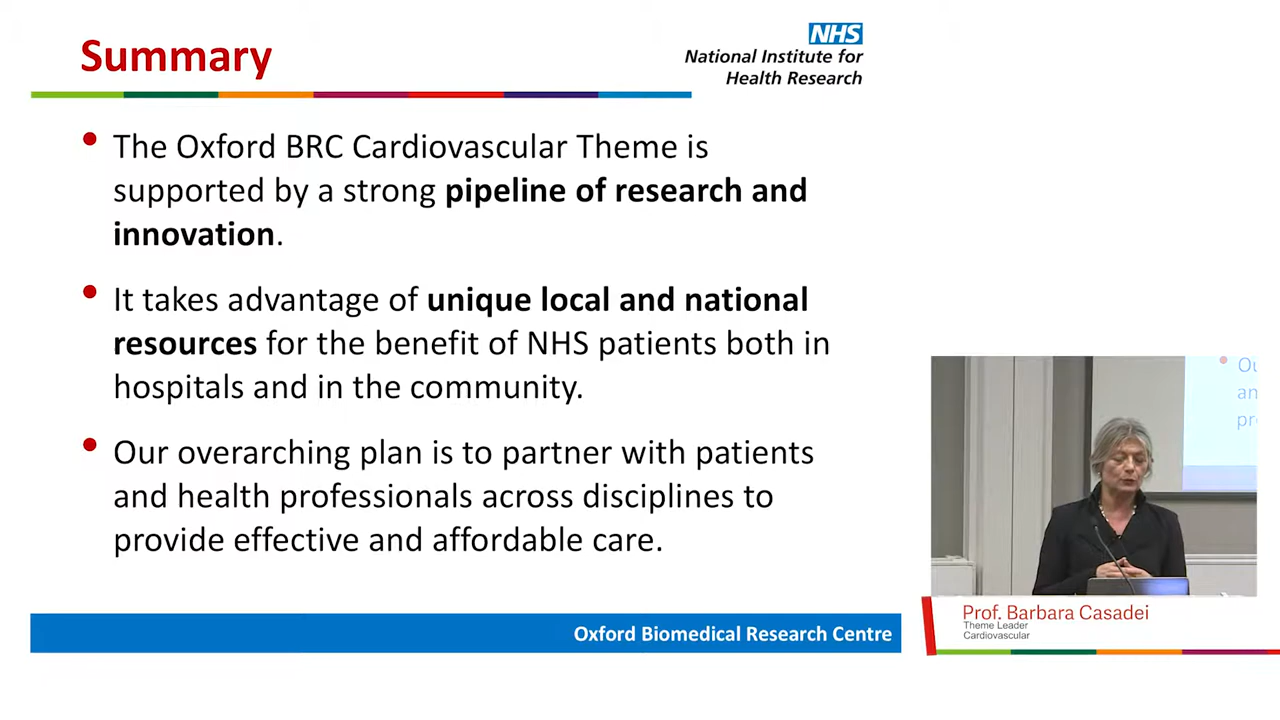 Summary
NHS
National Institute for
Health Research
• The Oxford BRC Cardiovascular Theme is
supported by a strong pipeline of research and
innovation.
• It takes advantage of unique local and national
resources for the benefit of NHS patients both in
hospitals and in the community.
• Our overarching plan is to partner with patients
and health professionals across disciplines to
provide effective and affordable care.
Oxford Biomedical Research Centre
• Ou
an
pr
Prof. Barbara Casadei
Theme Leader
Cardiovascular